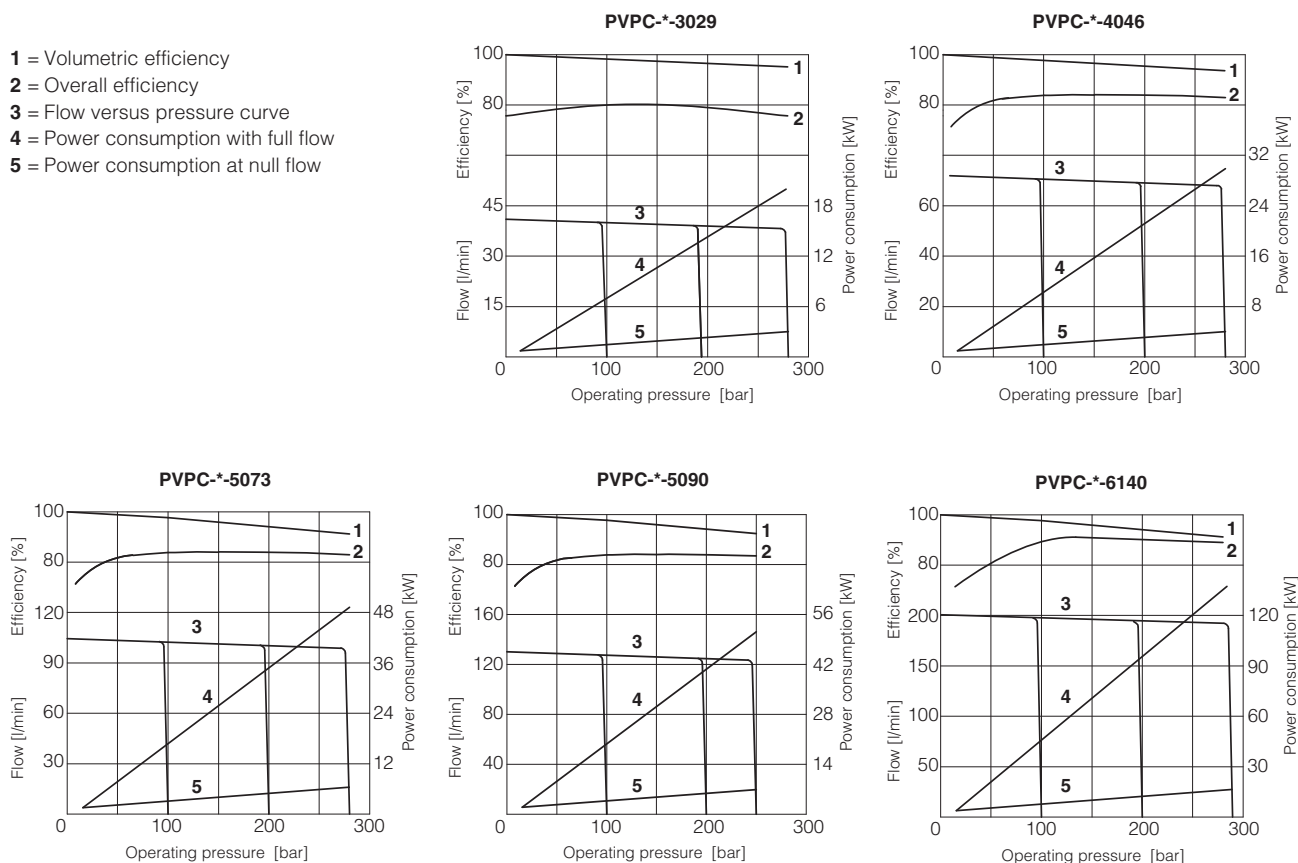 1 = Volumetric efficiency
2 = Overall efficiency
3 = Flow versus pressure curve
4 = Power consumption with full flow
5 = Power consumption at null flow
PVPC-*-3029
100
80
45
30
15
Efficiency [%]
Flow [l/min]
1
2
3
4
5
18
12
6
Power consumption [kW]
0 100 200 300
Operating pressure [bar]
PVPC-*-4046
100
80
60
40
20
Efficiency [%]
Flow [l/min]
1
2
3
4
5
32
24
16
8
Power consumption [kW]
0 100 200 300
Operating pressure [bar]
PVPC-*-5073
100
80
120
90
60
30
Efficiency [%]
Flow [l/min]
1
2
3
4
5
48
36
24
12
Power consumption [kW]
0 100 200 300
Operating pressure [bar]
PVPC-*-5090
100
80
160
120
80
40
Efficiency [%]
Flow [l/min]
1
2
3
4
5
56
42
28
14
Power consumption [kW]
0 100 200 300
Operating pressure [bar]
PVPC-*-6140
100
80
200
150
100
50
Efficiency [%]
Flow [l/min]
1
2
3
4
5
120
90
60
30
Power consumption [kW]
0 100 200 300
Operating pressure [bar]